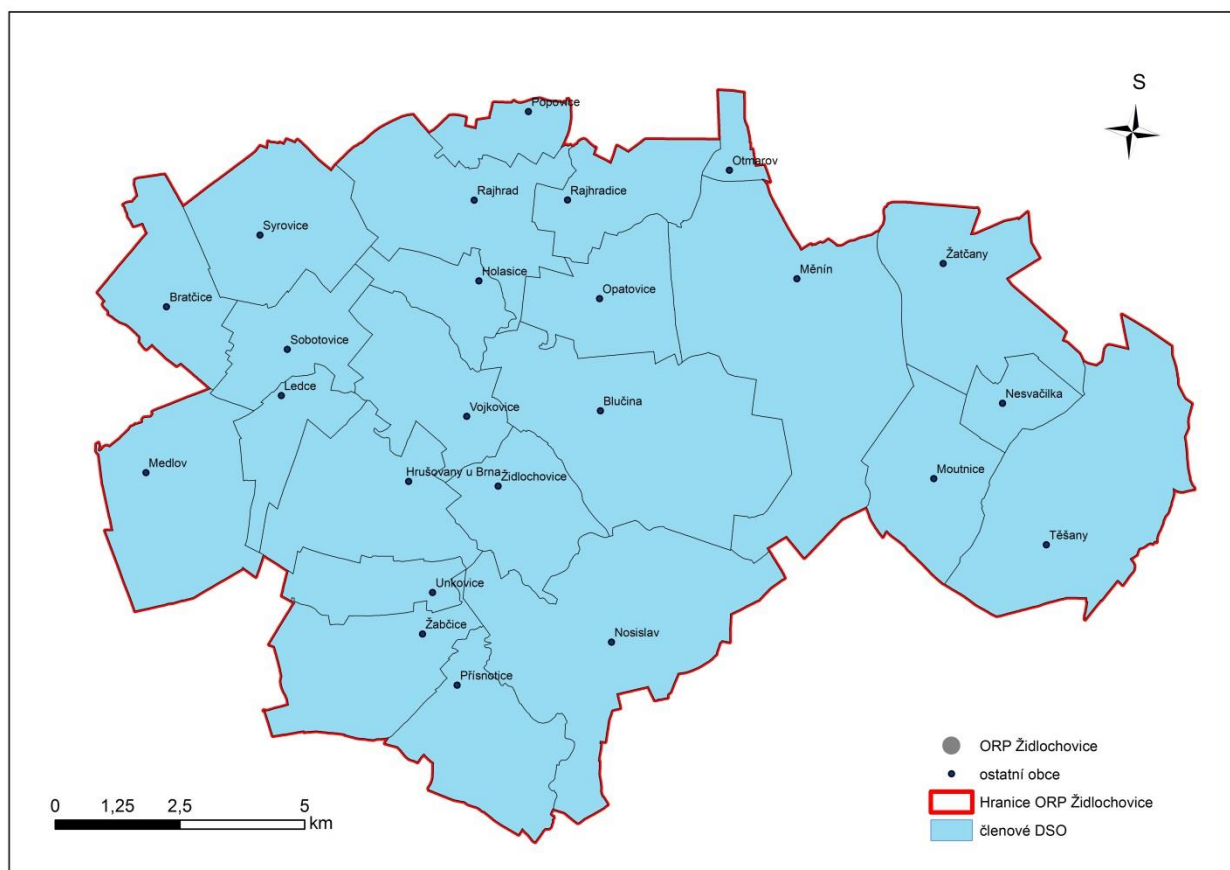 S
Popovice
Otmarov
Rajhrad
Rajhradice
Syrovice
Žatčany
Holasice
Měnín
Bratčice
Opatovice
Sobotovice
Ledce
Nesvačilka
Vojkovice
Blučina
Medlov
Hrušovany u Brna
Židlochovice
Moutnice
Těšany
Unkovice
Žabčice
Nosislav
Přísnotice
ORP Židlochovice
ostatní obce
Hranice ORP Židlochovice
členové DSO
0 1,25 2,5 5
km